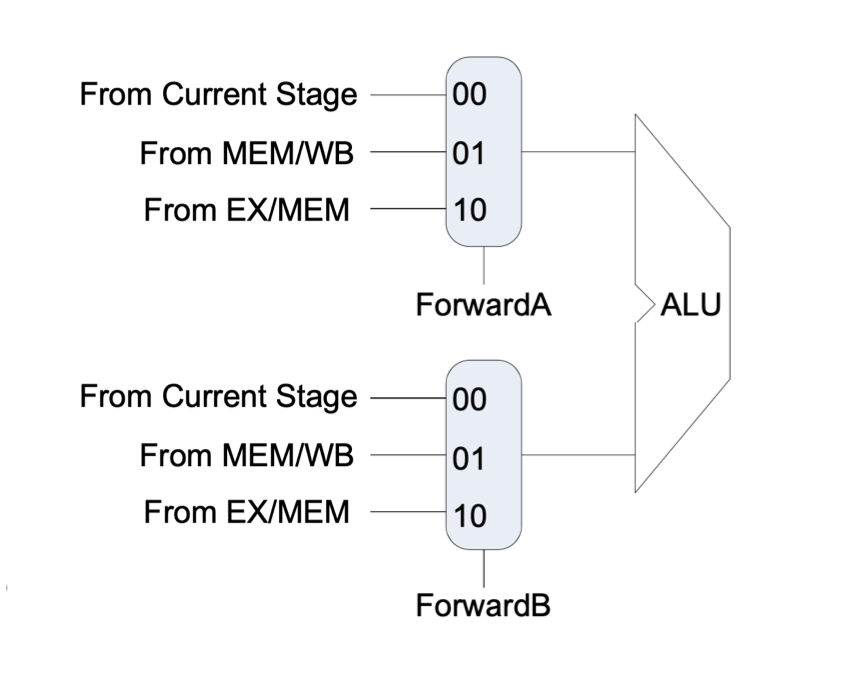 From Current Stage 00
From MEM/WB 01
From EX/MEM 10
ForwardA
ALU
From Current Stage 00
From MEM/WB 01
From EX/MEM 10
ForwardB